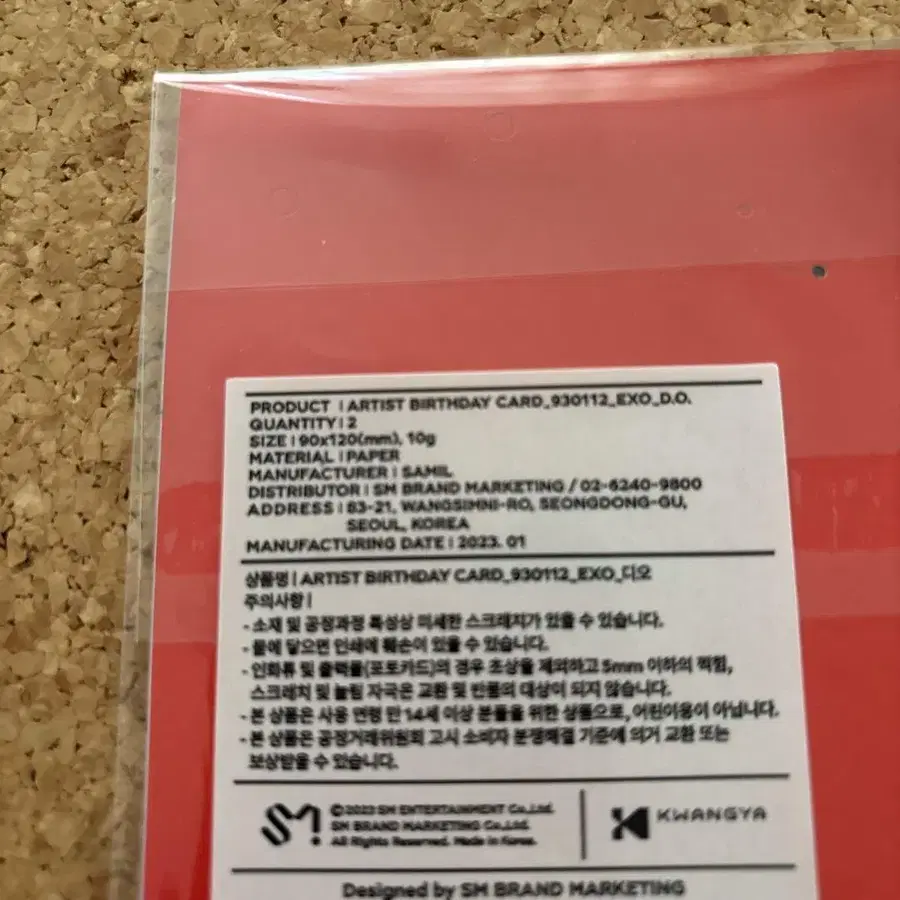 PRODUCT | ARTIST BIRTHDAY CARD_930112_EXO_D.O.
QUANTITY | 2
SIZE | 90x120(mm), 10g
MATERIAL | PAPER
MANUFACTURER | SAMIL
DISTRIBUTOR | SM BRAND MARKETING / 02-6240-9800
ADDRESS | 83-21, WANGSIMNI-RO, SEONGDONG-GU,
SEOUL, KOREA
MANUFACTURING DATE | 2023. 01
상품명 | ARTIST BIRTHDAY CARD_930112_EXO_디오
주의사항 |
- 소재 및 공정과정 특성상 미세한 스크래치가 있을 수 있습니다.
- 물에 닿으면 인쇄에 훼손이 있을 수 있습니다.
- 인화류 및 출력물(포토카드)의 경우 초상을 제외하고 5mm 이하의 찍힘,
스크래치 및 눌림 자국은 교환 및 반품의 대상이 되지 않습니다.
- 본 상품은 사용 연령 만 14세 이상 분들을 위한 상품으로, 어린이용이 아닙니다.
- 본 상품은 공정거래위원회 고시 소비자 분쟁해결 기준에 의거 교환 또는
보상받을 수 있습니다.
SM!
©2023 SM ENTERTAINMENT Co., Ltd.
SM BRAND MARKETING Co., Ltd.
All Rights Reserved. Made in Korea.
KWANGYA
Designed by SM BRAND MARKETING